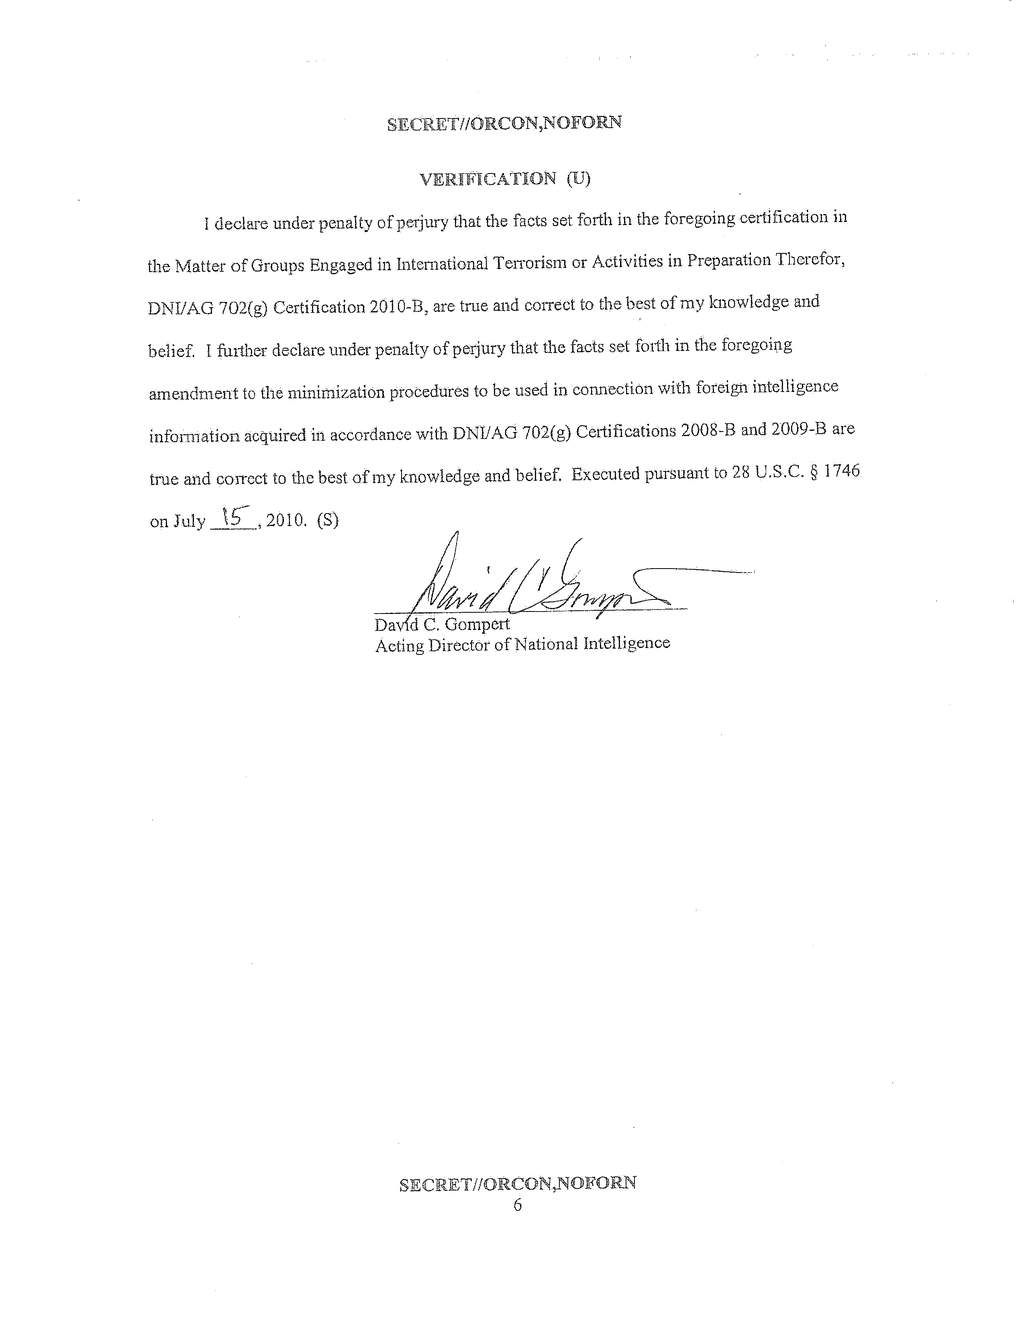 SECRET//ORCON,NOFORN
VERIFICATION (U)
I declare under penalty of perjury that the facts set forth in the foregoing certification in
the Matter of Groups Engaged in International Terrorism or Activities in Preparation Therefor,
DNI/AG 702(g) Certification 2010-B, are true and correct to the best of my knowledge and
belief. I further declare under penalty of perjury that the facts set forth in the foregoing
amendment to the minimization procedures to be used in connection with foreign intelligence
information acquired in accordance with DNI/AG 702(g) Certifications 2008-B and 2009-B are
true and correct to the best of my knowledge and belief. Executed pursuant to 28 U.S.C. § 1746
on July 15, 2010. (S)
David C. Gompert
David C. Gompert
Acting Director of National Intelligence
SECRET//ORCON,NOFORN
6